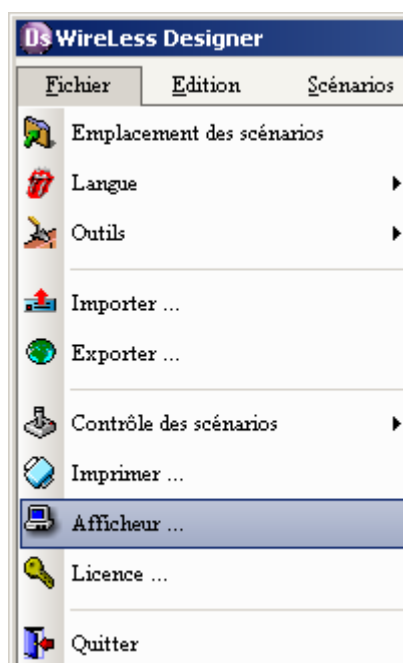 Ds WireLess Designer
Fichier Edition Scénarios
Emplacement des scénarios
Langue
Outils
Importer ...
Exporter ...
Contrôle des scénarios
Imprimer ...
Afficheur ...
Licence ...
Quitter